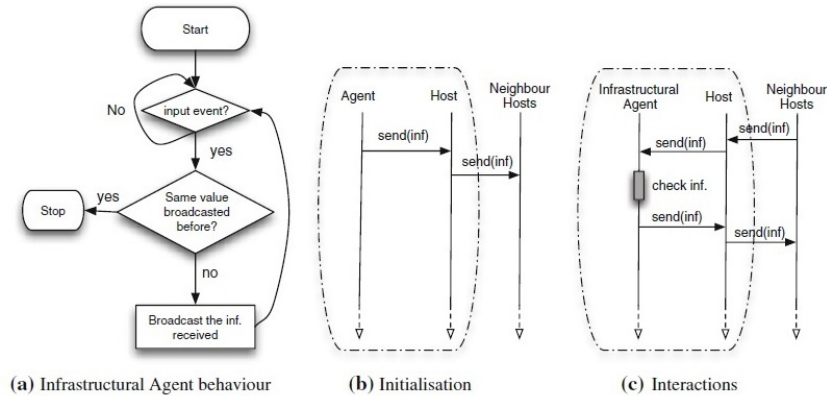 Start
No
input event?
yes
yes
Same value
broadcasted
before?
Stop
no
Broadcast the inf.
received
(a) Infrastructural Agent behaviour
Agent
Host
Neighbour
Hosts
send(inf)
send(inf)
(b) Initialisation
Infrastructural
Agent
Host
Neighbour
Hosts
send(inf)
send(inf)
check inf.
send(inf)
send(inf)
(c) Interactions